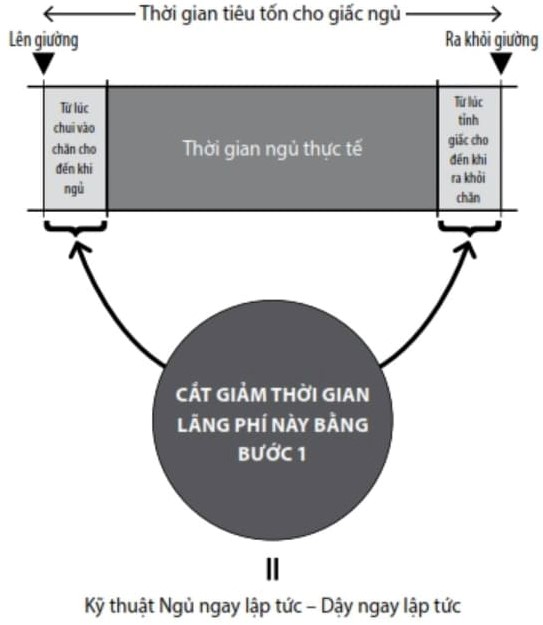 Thời gian tiêu tốn cho giấc ngủ
Lên giường
Ra khỏi giường
Từ lúc
chui vào
chăn cho
đến khi
ngủ
Thời gian ngủ thực tế
Từ lúc
tỉnh
giấc cho
đến khi
ra khỏi
chăn
CẮT GIẢM THỜI GIAN
LÃNG PHÍ NÀY BẰNG
BƯỚC 1
=
Kỹ thuật Ngủ ngay lập tức – Dậy ngay lập tức